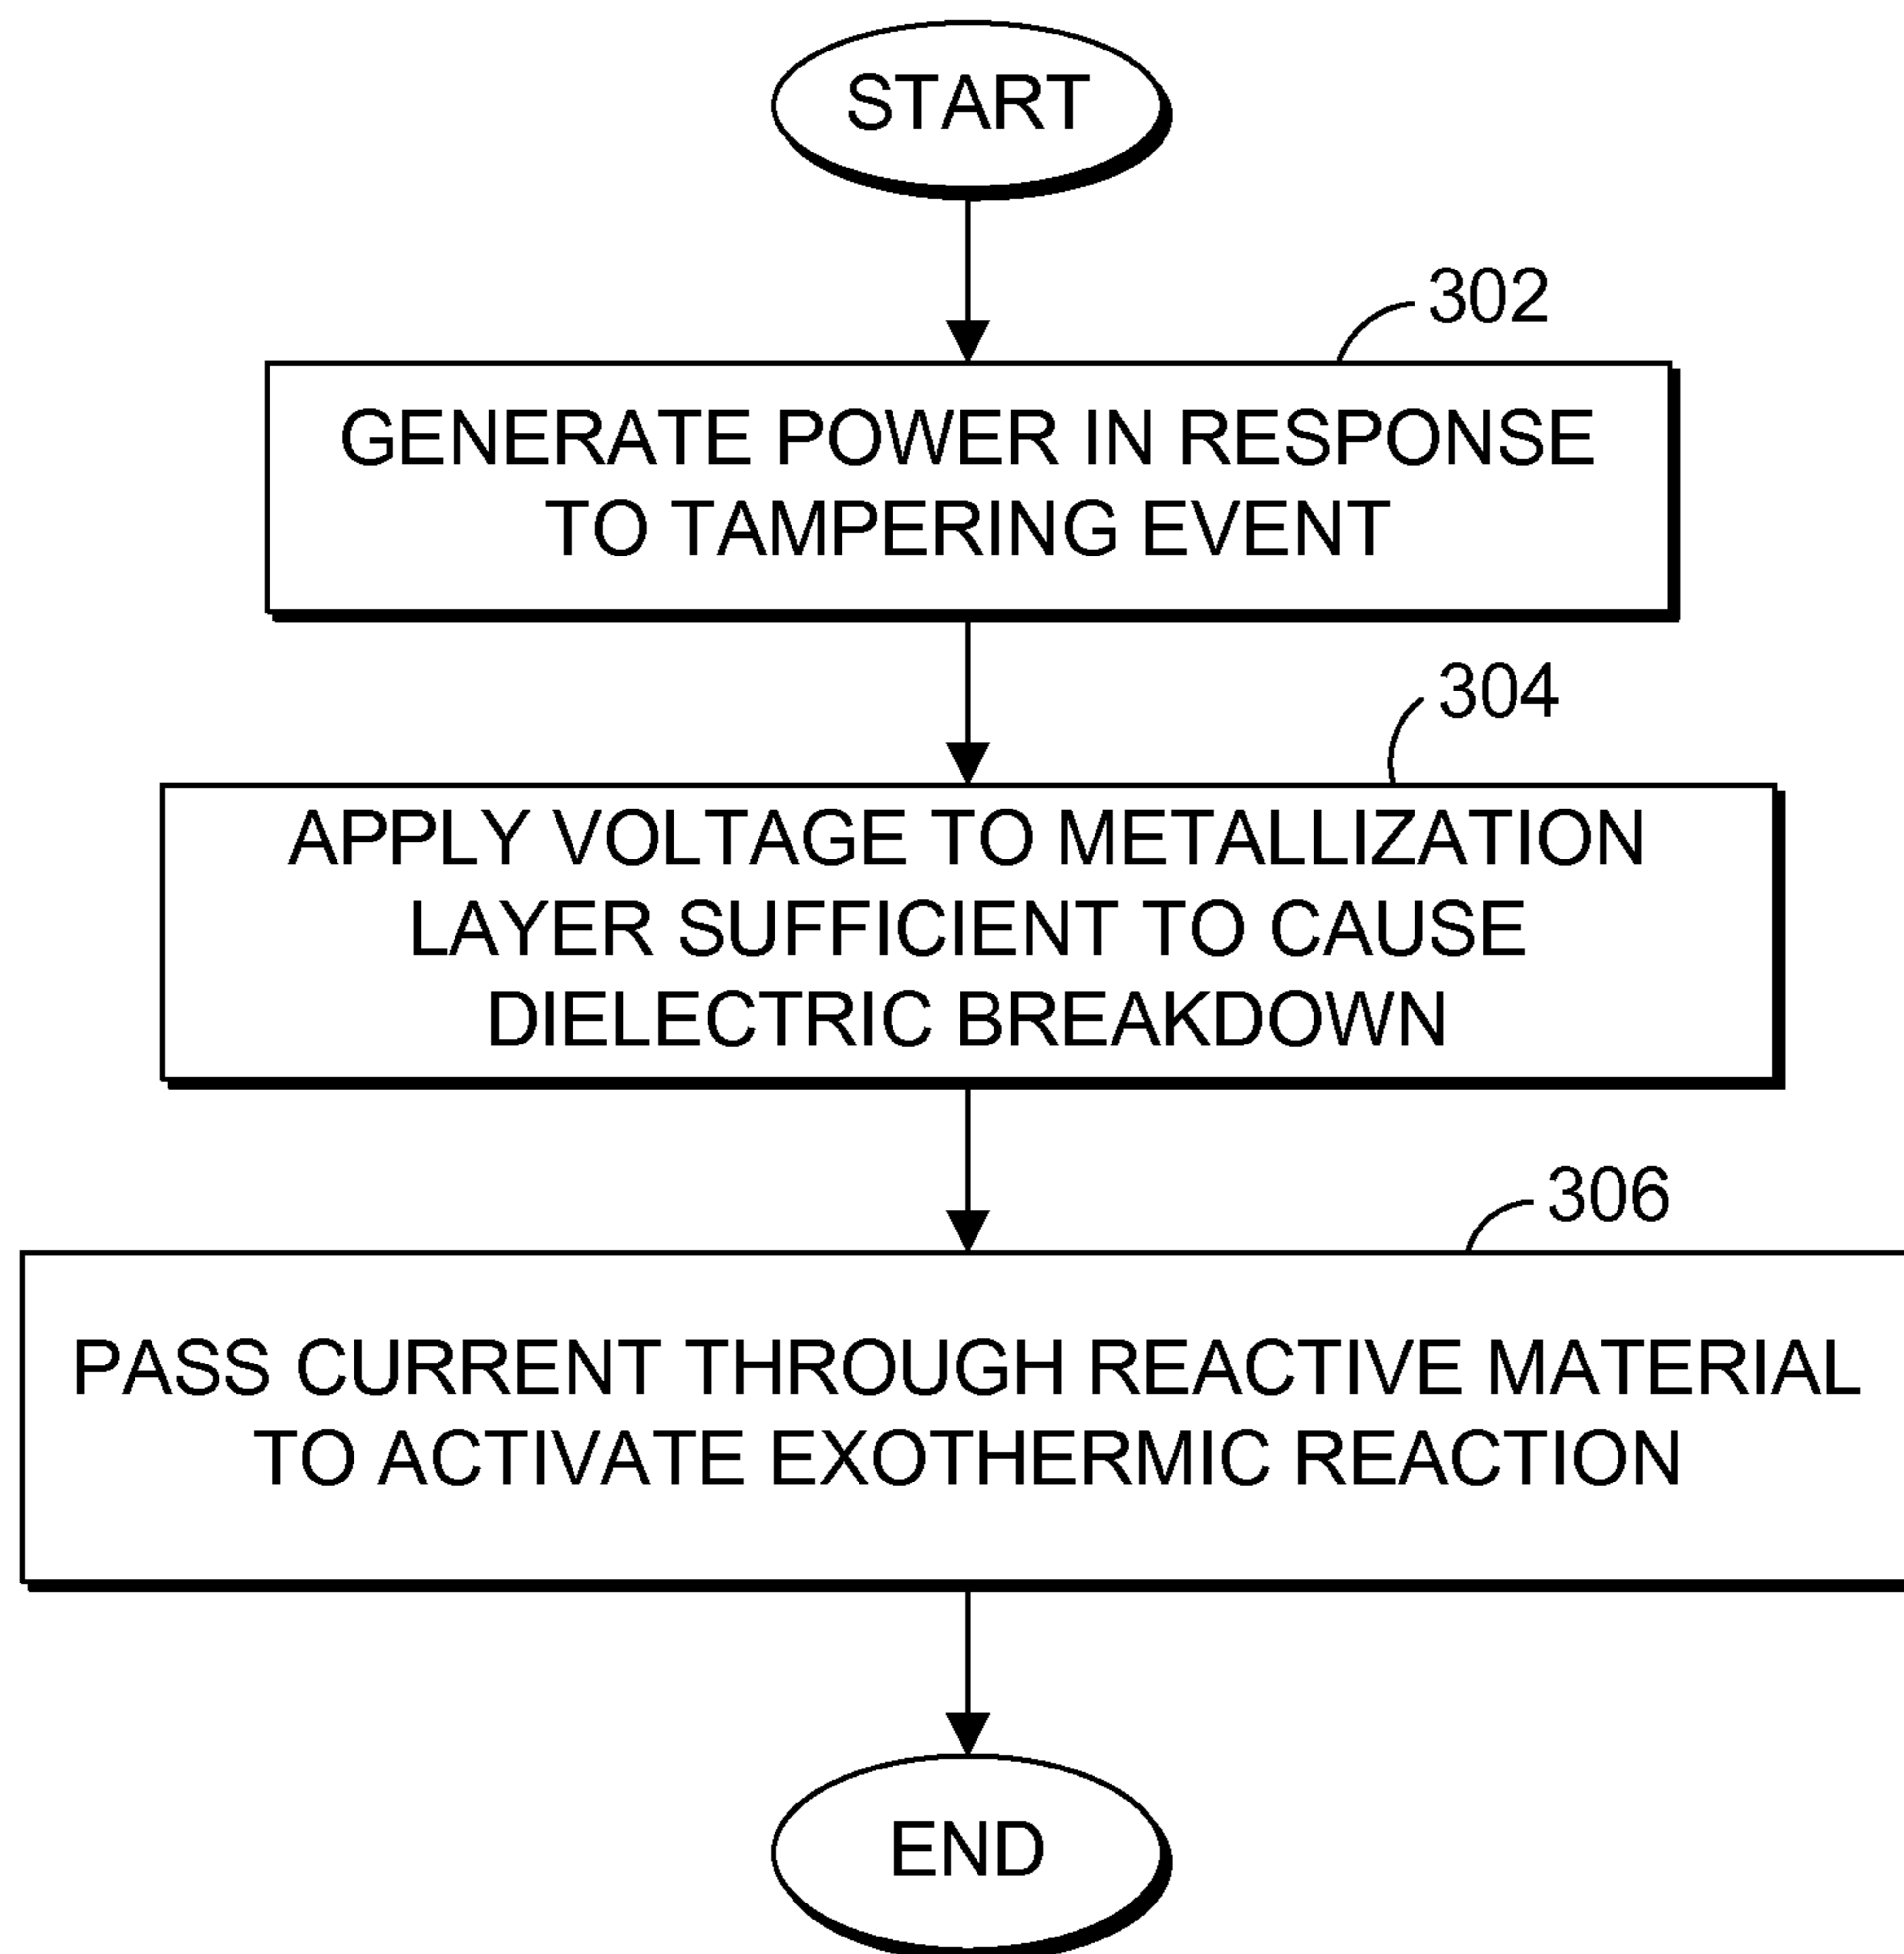 START
302
GENERATE POWER IN RESPONSE
TO TAMPERING EVENT
304
APPLY VOLTAGE TO METALLIZATION
LAYER SUFFICIENT TO CAUSE
DIELECTRIC BREAKDOWN
306
PASS CURRENT THROUGH REACTIVE MATERIAL
TO ACTIVATE EXOTHERMIC REACTION
END